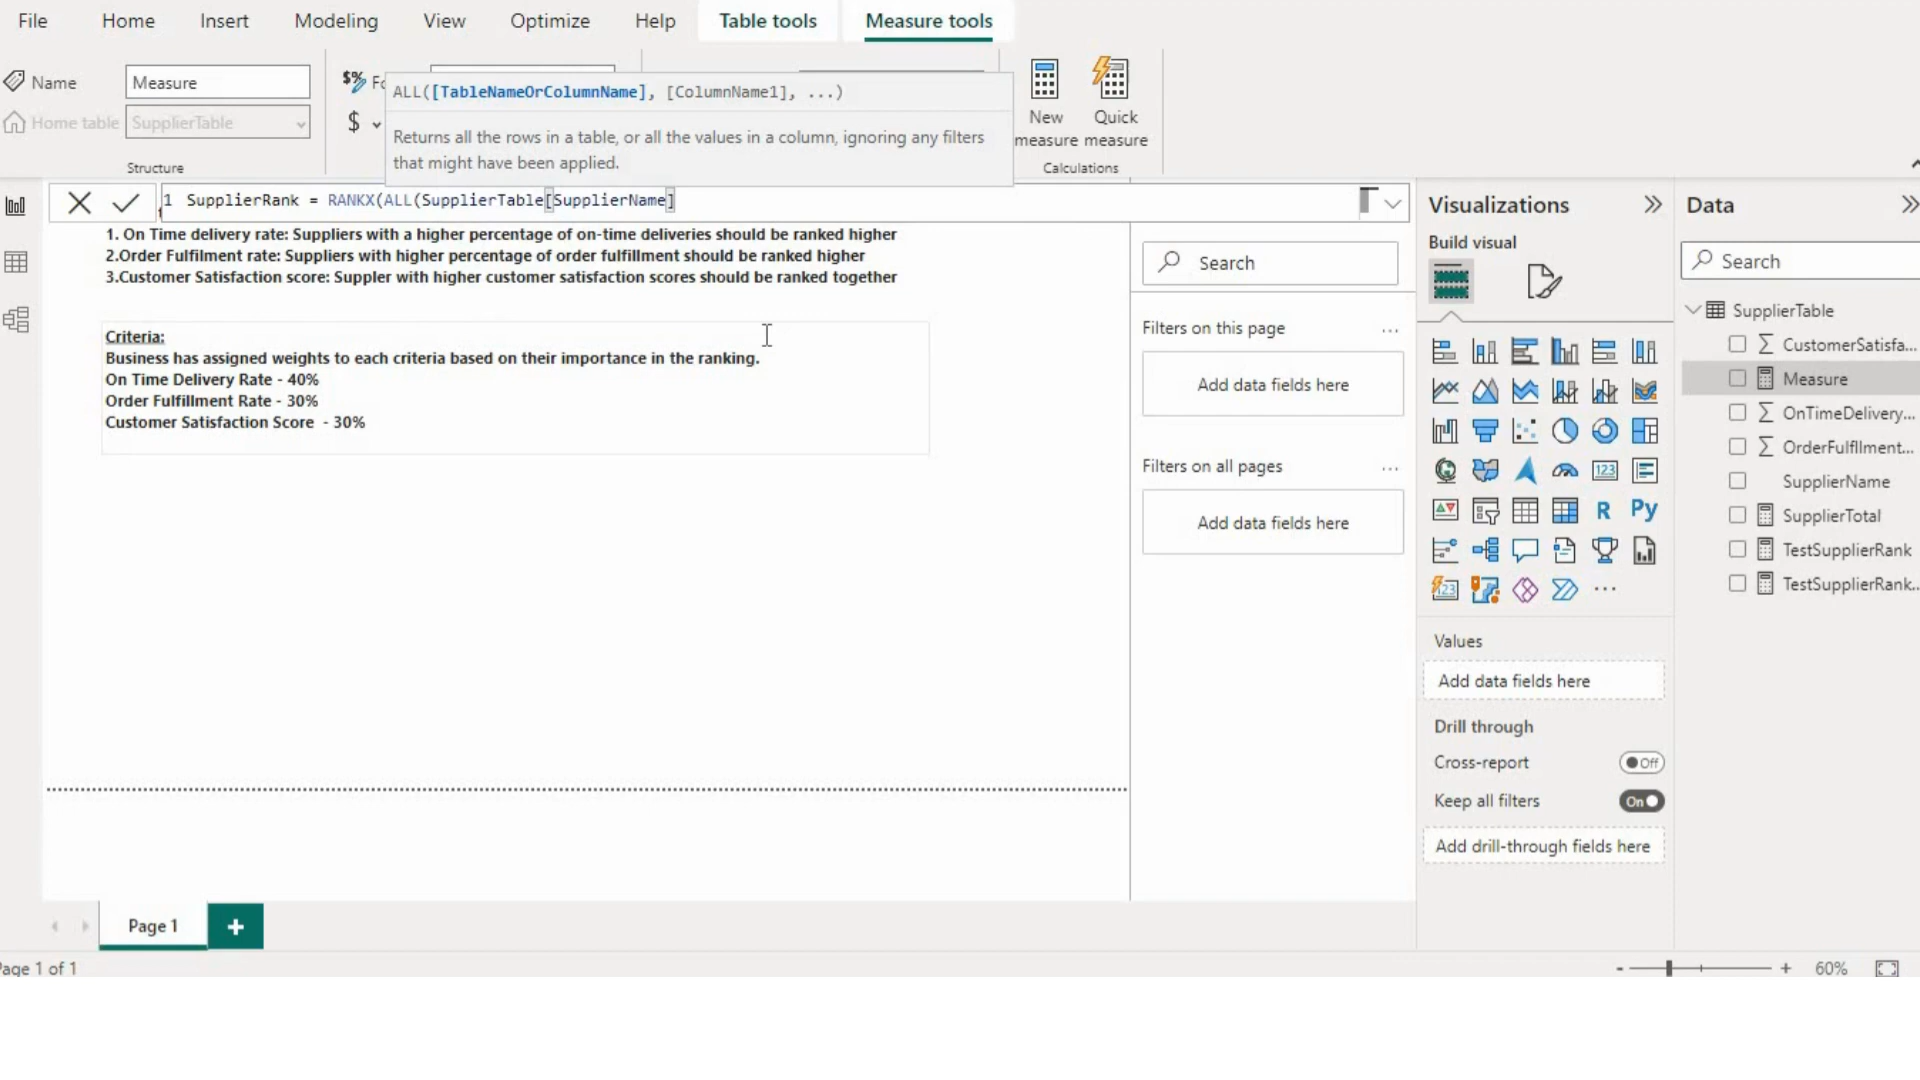 File Home Insert Modeling View Optimize Help Table tools Measure tools
Name Measure
Home table SupplierTable
Structure
$% Fo
$
ALL([TableNameOrColumnName], [ColumnName1], ...)
Returns all the rows in a table, or all the values in a column, ignoring any filters
that might have been applied.
New measure
Quick measure
Calculations
1 SupplierRank = RANKX(ALL(SupplierTable[SupplierName]
1. On Time delivery rate: Suppliers with a higher percentage of on-time deliveries should be ranked higher
2.Order Fulfilment rate: Suppliers with higher percentage of order fulfillment should be ranked higher
3.Customer Satisfaction score: Suppler with higher customer satisfaction scores should be ranked together
Criteria:
Business has assigned weights to each criteria based on their importance in the ranking.
On Time Delivery Rate - 40%
Order Fulfillment Rate - 30%
Customer Satisfaction Score - 30%
Search
Filters on this page ...
Add data fields here
Filters on all pages ...
Add data fields here
Visualizations
Build visual
123
R Py
123
...
Values
Add data fields here
Drill through
Cross-report Off
Keep all filters On
Add drill-through fields here
Data
Search
SupplierTable
CustomerSatisfa...
Measure
OnTimeDelivery...
OrderFulfllment...
SupplierName
SupplierTotal
TestSupplierRank
TestSupplierRank...
Page 1 +
Page 1 of 1
- + 60%